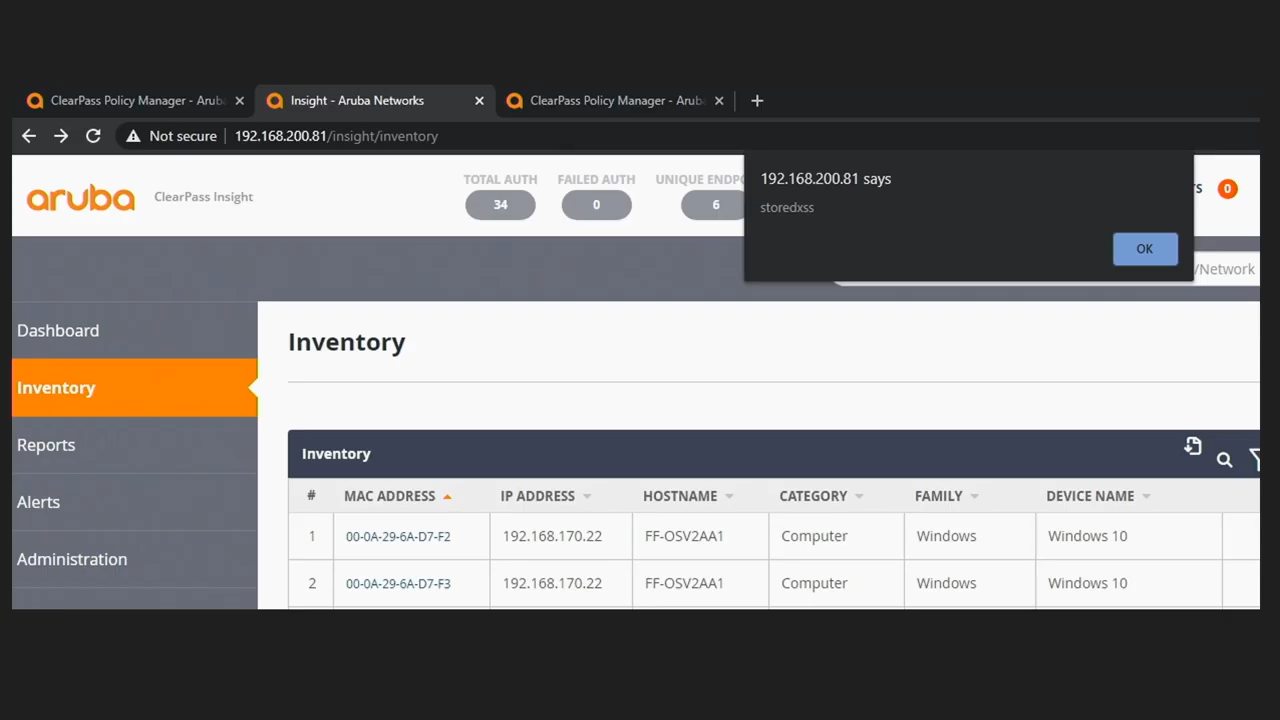 ClearPass Policy Manager - Arub
Insight - Aruba Networks
ClearPass Policy Manager - Arub
Not secure 192.168.200.81/insight/inventory
aruba ClearPass Insight
TOTAL AUTH
34
FAILED AUTH
0
UNIQUE ENDPO
6
0
192.168.200.81 says
storedxss
OK
/Network
Dashboard
Inventory
Reports
Alerts
Administration
Inventory
Inventory
# MAC ADDRESS IP ADDRESS HOSTNAME CATEGORY FAMILY DEVICE NAME
1 00-0A-29-6A-D7-F2 192.168.170.22 FF-OSV2AA1 Computer Windows Windows 10
2 00-0A-29-6A-D7-F3 192.168.170.22 FF-OSV2AA1 Computer Windows Windows 10